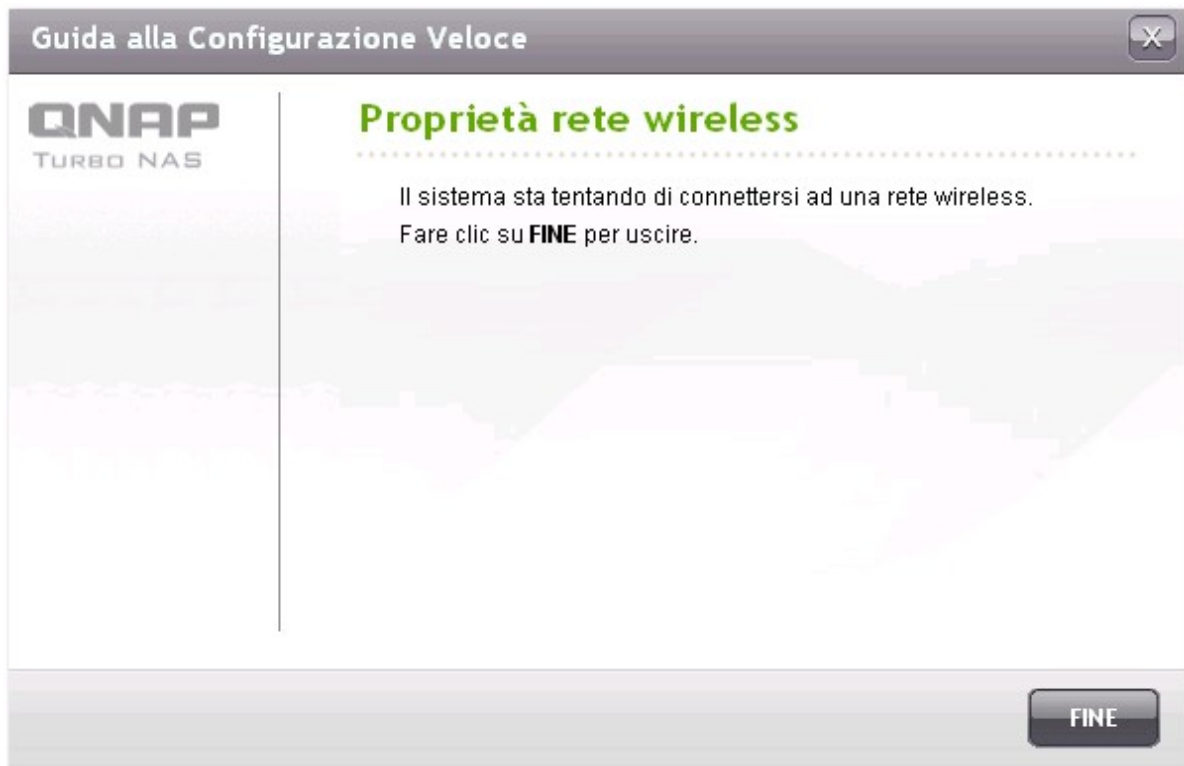 Guida alla Configurazione Veloce
X
QNAP
TURBO NAS
Proprietà rete wireless
Il sistema sta tentando di connettersi ad una rete wireless.
Fare clic su FINE per uscire.
FINE